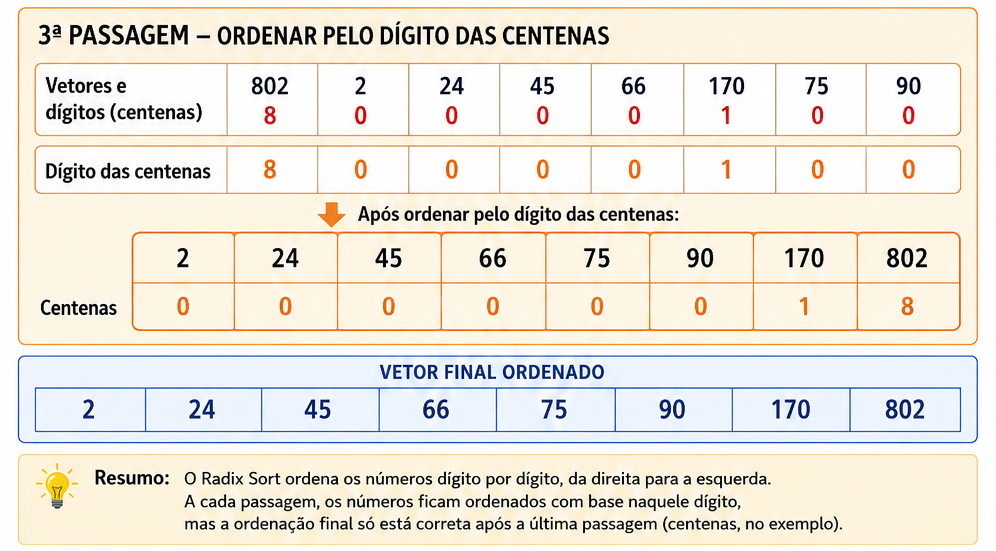 3ª PASSAGEM – ORDENAR PELO DÍGITO DAS CENTENAS
Vetores e dígitos (centenas)
802 2 24 45 66 170 75 90
8 0 0 0 0 1 0 0
Dígito das centenas 8 0 0 0 0 1 0 0
Após ordenar pelo dígito das centenas:
2 24 45 66 75 90 170 802
Centenas 0 0 0 0 0 0 1 8
VETOR FINAL ORDENADO
2 24 45 66 75 90 170 802
Resumo: O Radix Sort ordena os números dígito por dígito, da direita para a esquerda.
A cada passagem, os números ficam ordenados com base naquele dígito,
mas a ordenação final só está correta após a última passagem (centenas, no exemplo).